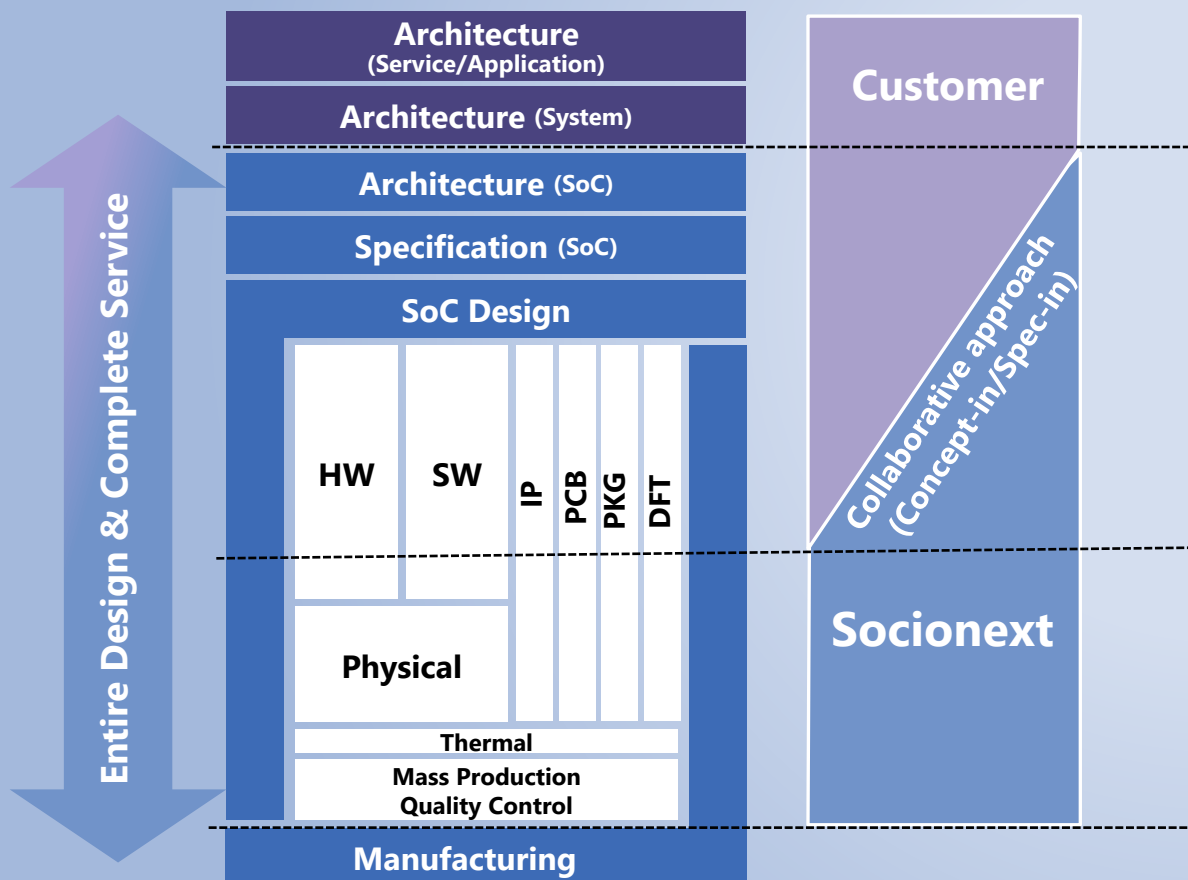 Architecture
(Service/Application)
Architecture (System)
Architecture (SoC)
Specification (SoC)
SoC Design
HW
SW
IP
PCB
PKG
DFT
Physical
Thermal
Mass Production
Quality Control
Manufacturing
Entire Design & Complete Service
Customer
Collaborative approach
(Concept-in/Spec-in)
Socionext